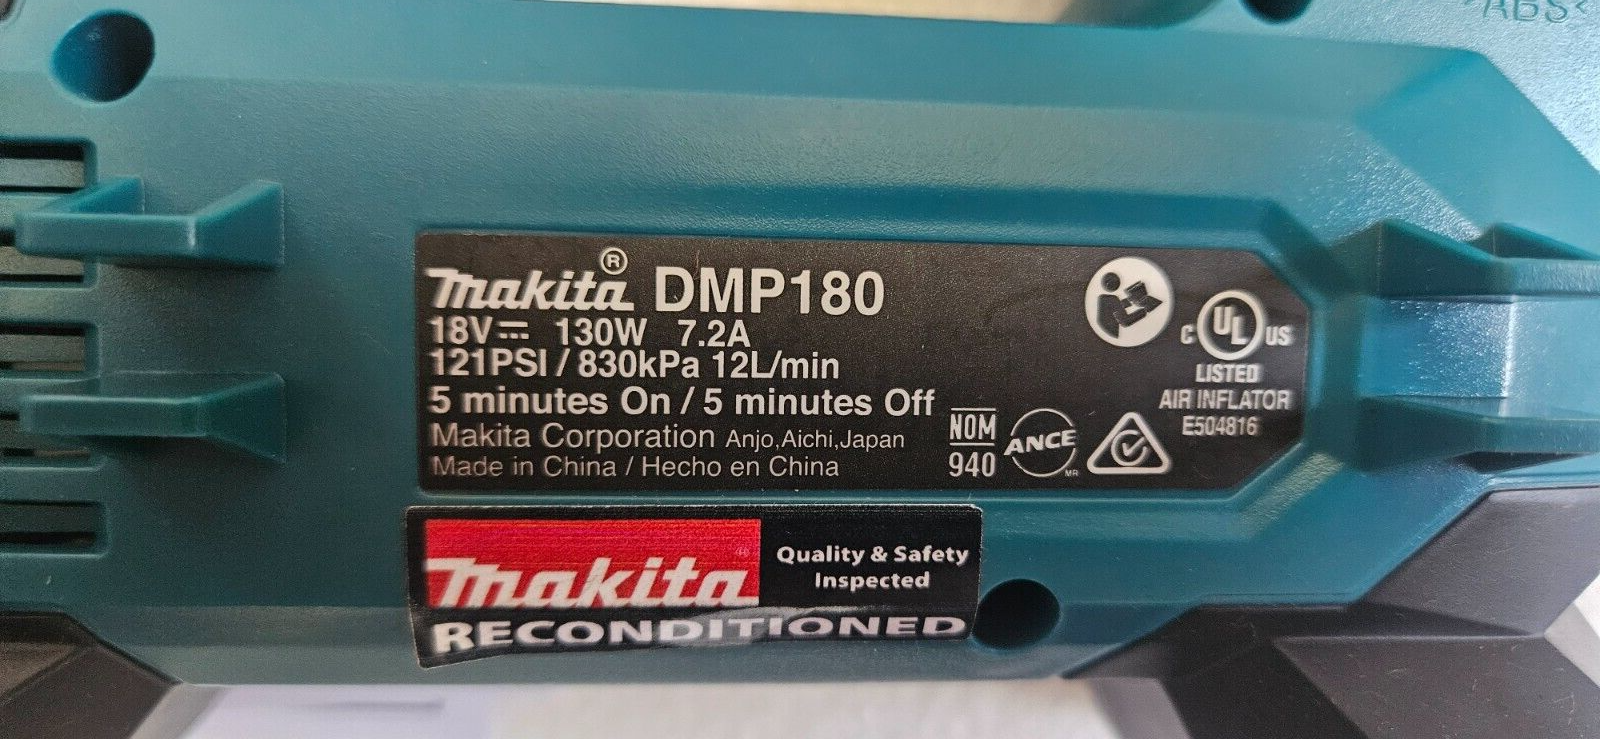 >ABS<
makita® DMP180
18V 130W 7.2A
121PSI / 830kPa 12L/min
5 minutes On / 5 minutes Off
Makita Corporation Anjo,Aichi,Japan
Made in China / Hecho en China
NOM
940
ANCE
MR
C UL US
LISTED
AIR INFLATOR
E504816
makita®
Quality & Safety
Inspected
RECONDITIONED